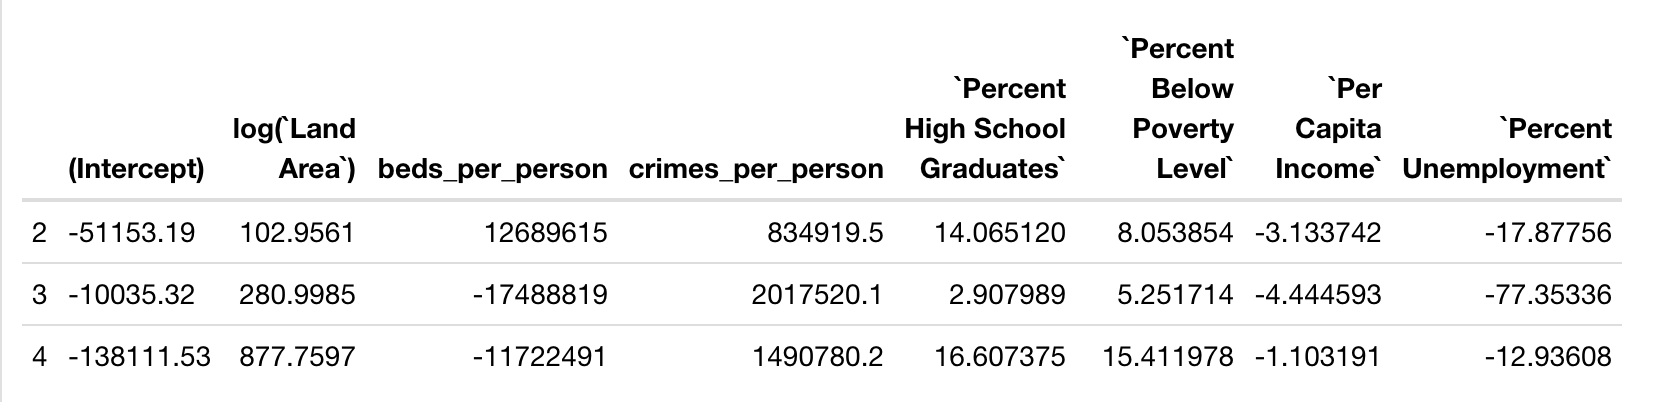 (Intercept) log(`Land Area`) beds_per_person crimes_per_person `Percent High School Graduates` `Percent Below Poverty Level` `Per Capita Income` `Percent Unemployment`
2 -51153.19 102.9561 12689615 834919.5 14.065120 8.053854 -3.133742 -17.87756
3 -10035.32 280.9985 -17488819 2017520.1 2.907989 5.251714 -4.444593 -77.35336
4 -138111.53 877.7597 -11722491 1490780.2 16.607375 15.411978 -1.103191 -12.93608